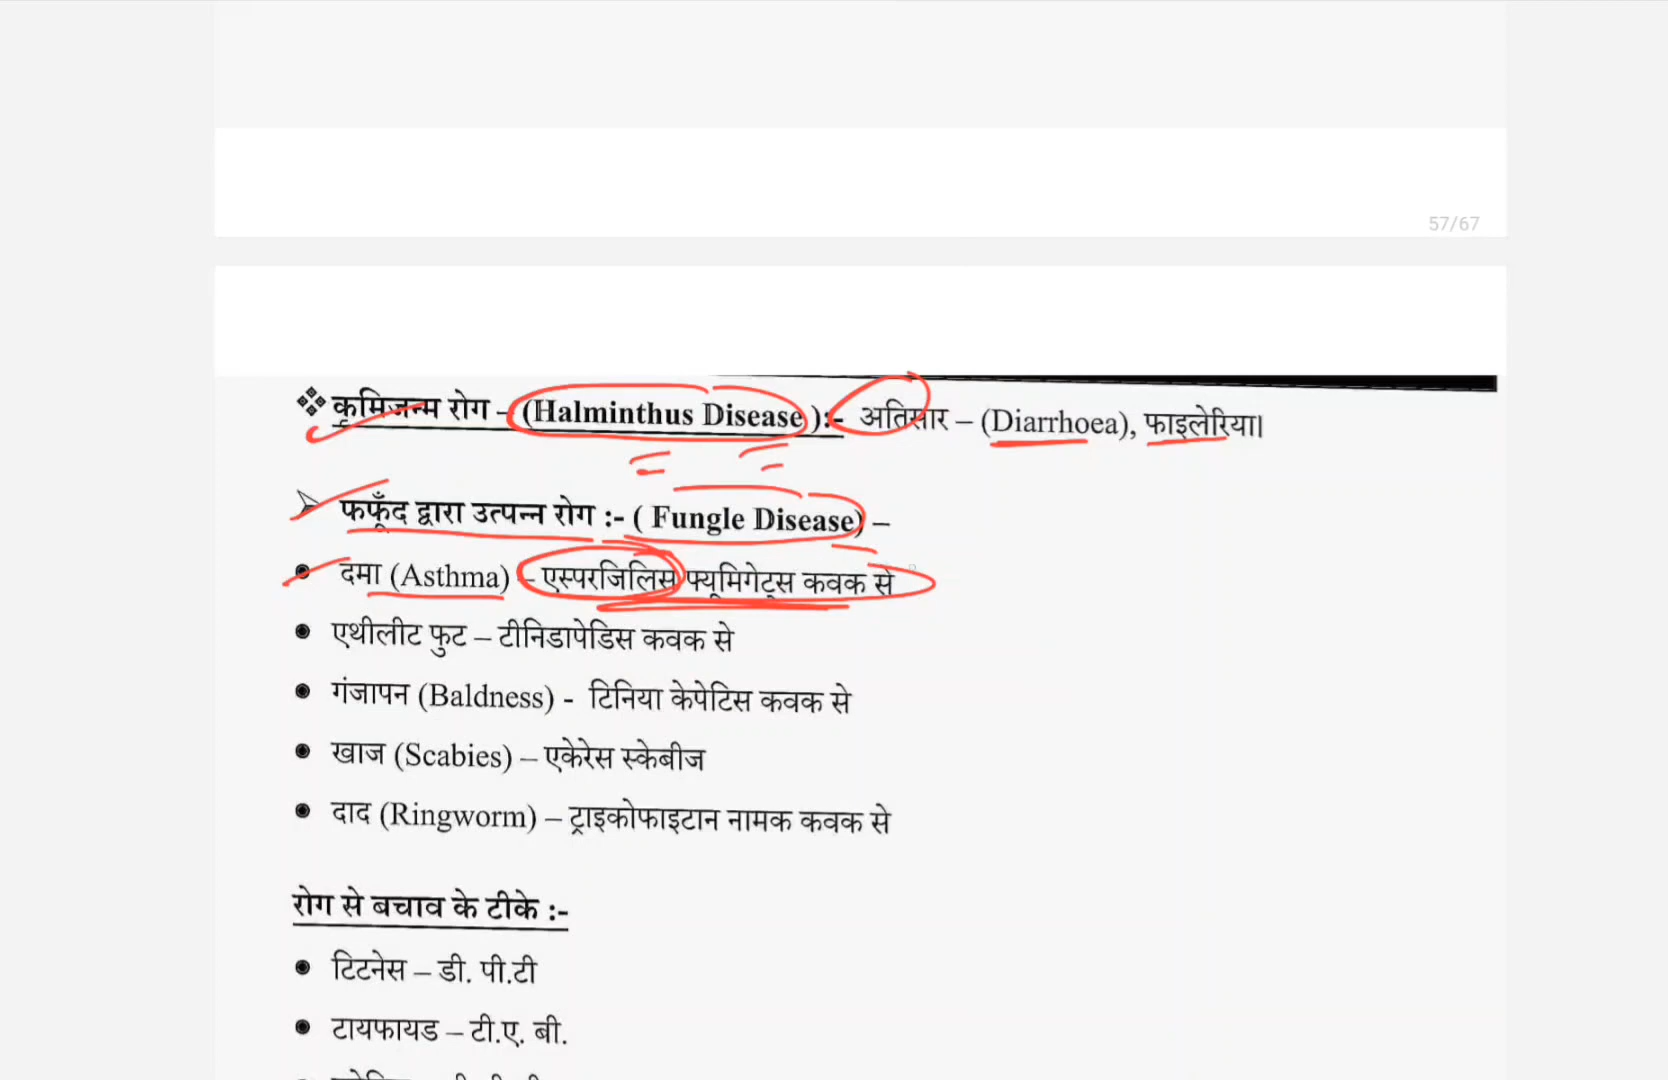 57/67
कृमिजन्म रोग – (Halminthus Disease ):- अतिसार – (Diarrhoea), फाइलेरिया।
फफूँद द्वारा उत्पन्न रोग :- ( Fungle Disease) –
दमा (Asthma) – एस्परजिलिस फ्यूमिगेट्स कवक से
एथीलीट फुट – टीनिडापेडिस कवक से
गंजापन (Baldness) - टिनिया केपेटिस कवक से
खाज (Scabies) – एकेरेस स्केबीज
दाद (Ringworm) – ट्राइकोफाइटान नामक कवक से
रोग से बचाव के टीके :-
टिटनेस – डी. पी.टी
टायफायड – टी.ए. बी.